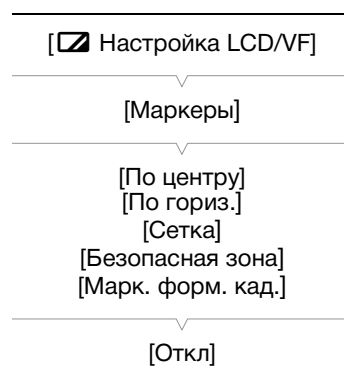 [Настройка LCD/VF]
[Маркеры]
[По центру]
[По гориз.]
[Сетка]
[Безопасная зона]
[Марк. форм. кад.]
[Откл]